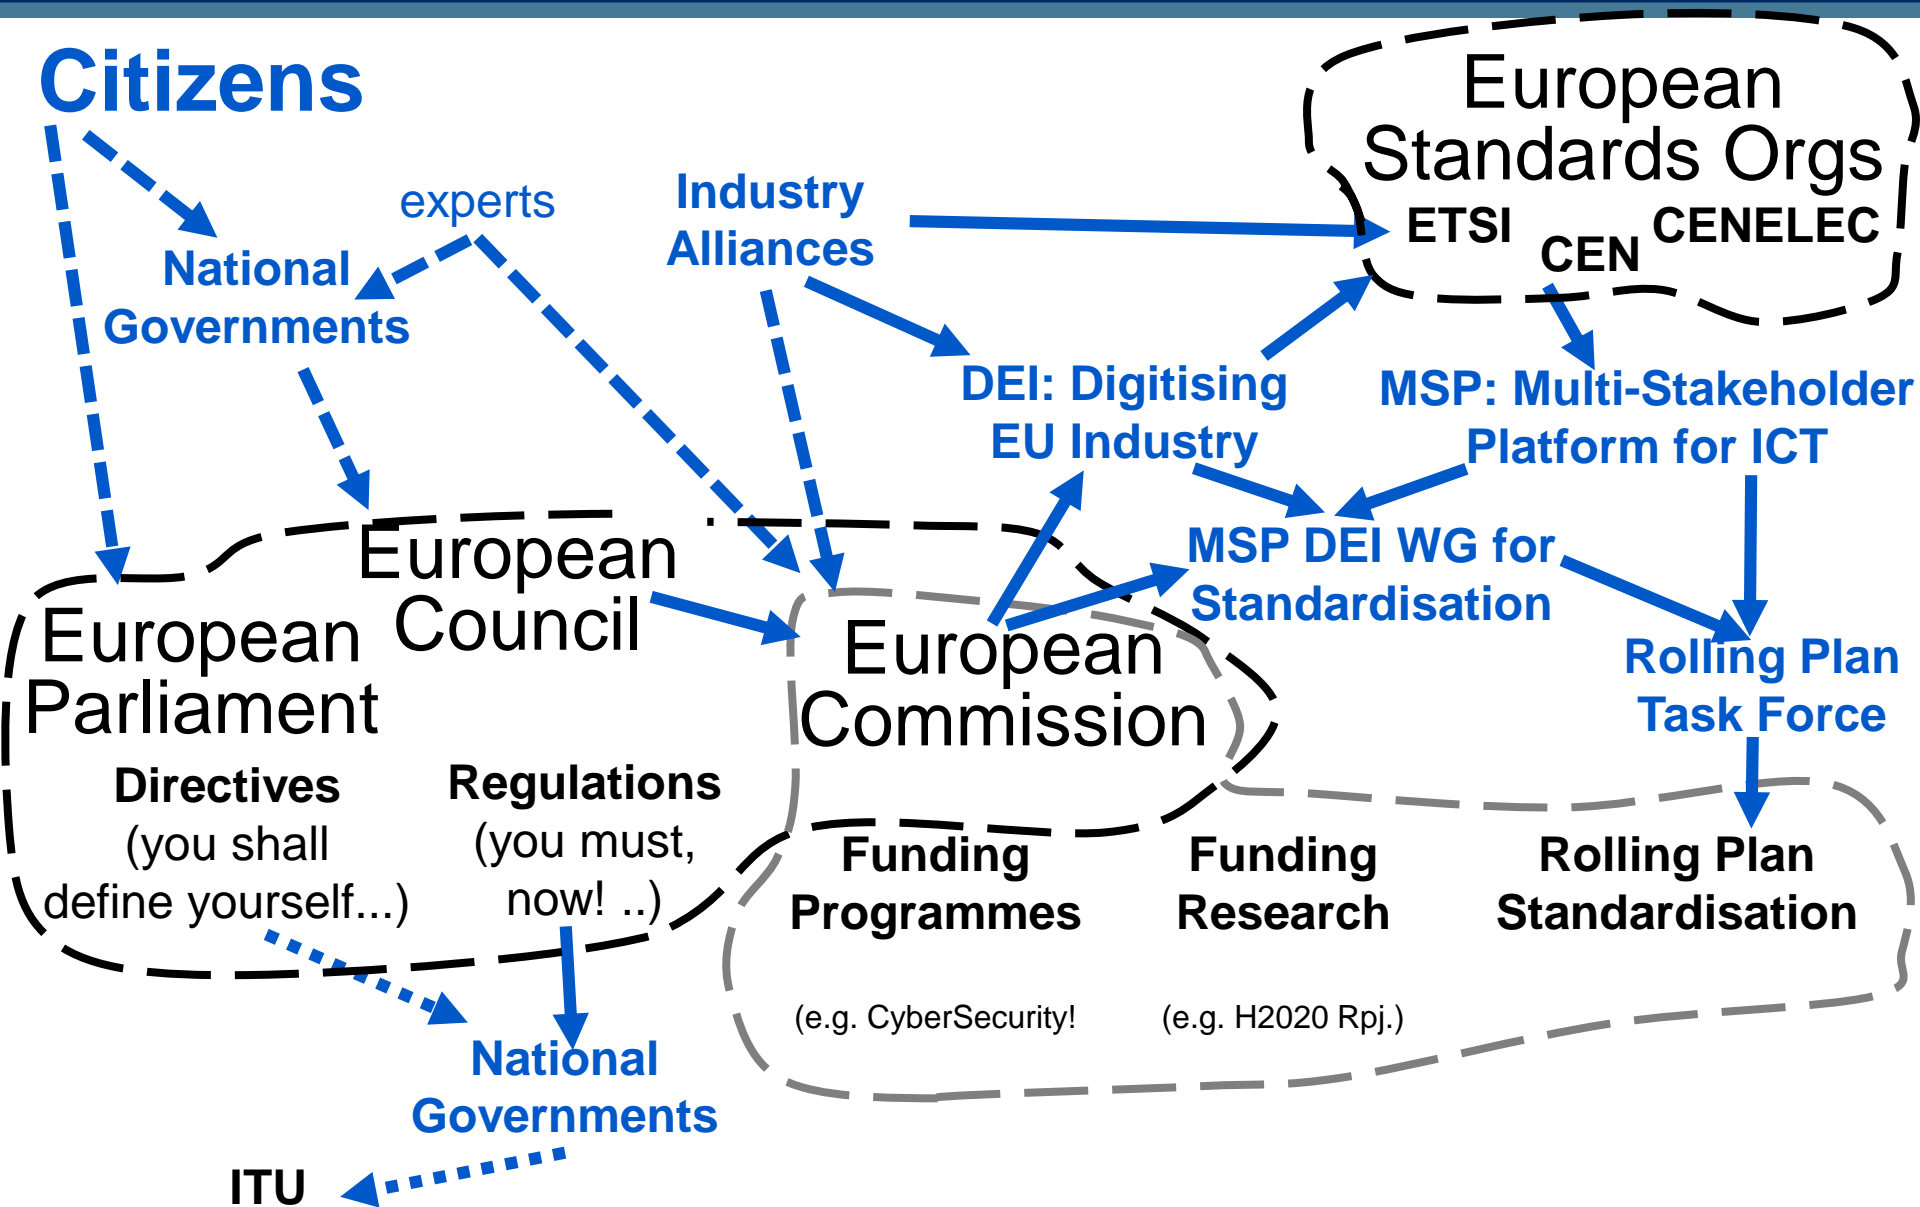 Citizens
European
Standards Orgs
ETSI
CEN
CENELEC
experts
Industry
Alliances
National
Governments
DEI: Digitising
EU Industry
MSP: Multi-Stakeholder
Platform for ICT
MSP DEI WG for
Standardisation
European
Council
European
Parliament
European
Commission
Rolling Plan
Task Force
Directives
(you shall
define yourself...)
Regulations
(you must,
now! ..)
Funding
Programmes
(e.g. CyberSecurity!
Funding
Research
(e.g. H2020 Rpj.)
Rolling Plan
Standardisation
National
Governments
ITU